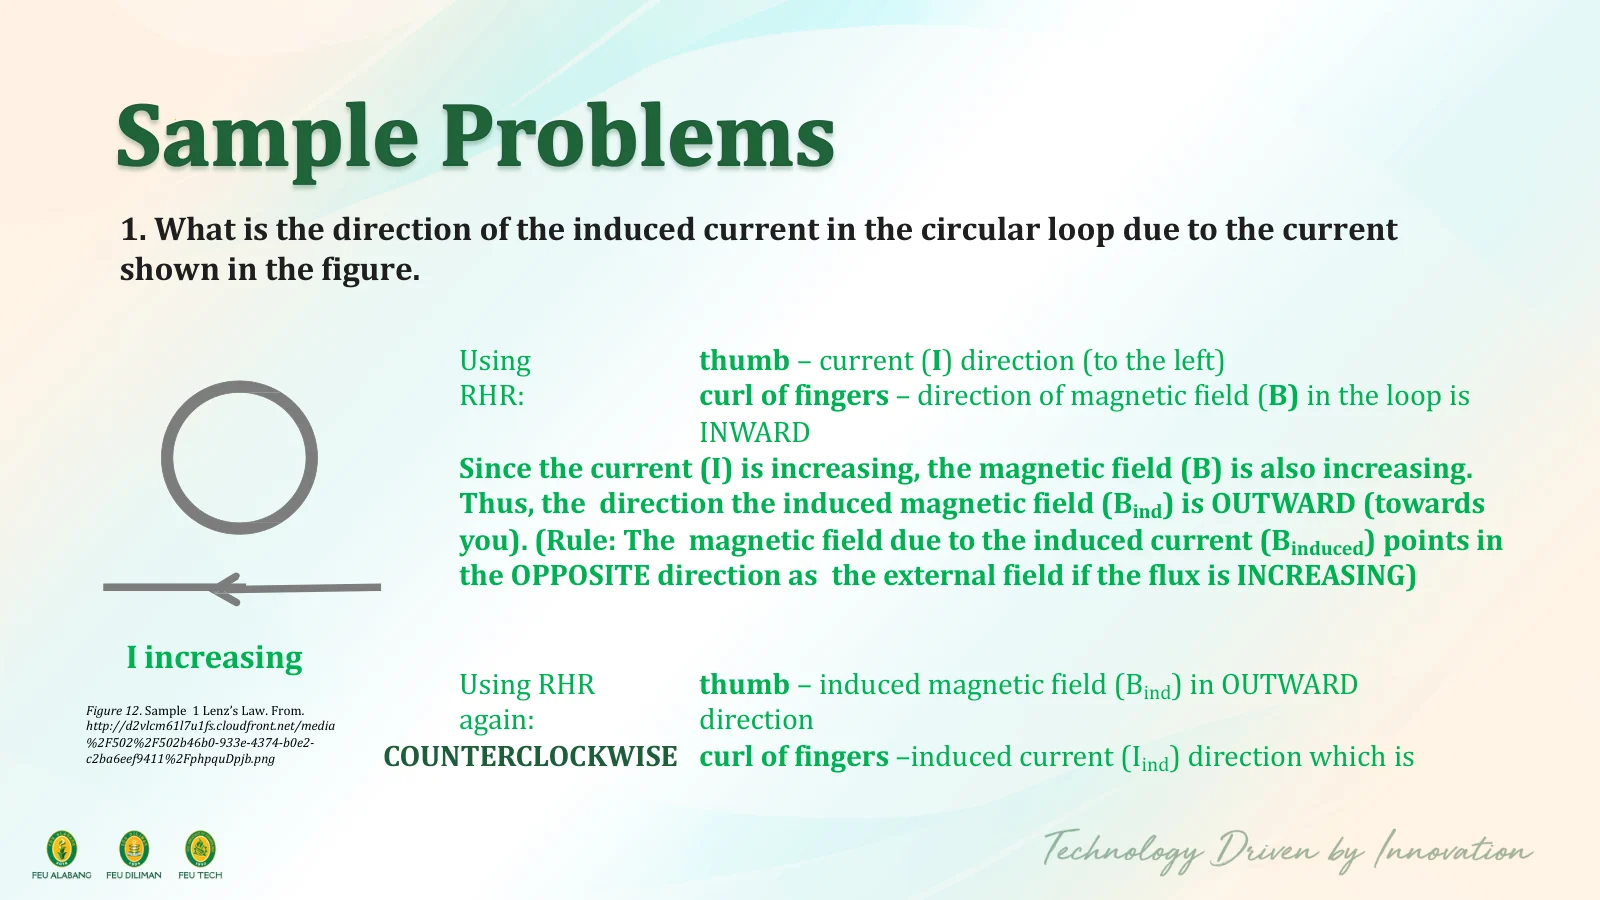 Sample Problems
1. What is the direction of the induced current in the circular loop due to the current
shown in the figure.
Using
RHR:
thumb – current (I) direction (to the left)
curl of fingers – direction of magnetic field (B) in the loop is
INWARD
Since the current (I) is increasing, the magnetic field (B) is also increasing.
Thus, the direction the induced magnetic field (Bind) is OUTWARD (towards
you). (Rule: The magnetic field due to the induced current (Binduced) points in
the OPPOSITE direction as the external field if the flux is INCREASING)
I increasing
Figure 12. Sample 1 Lenz’s Law. From.
http://d2vlcm61l7u1fs.cloudfront.net/media
%2F502%2F502b46b0-933e-4374-b0e2-
c2ba6eef9411%2FphpquDpjb.png
Using RHR
again:
thumb – induced magnetic field (Bind) in OUTWARD
direction
COUNTERCLOCKWISE curl of fingers –induced current (Iind) direction which is
FEU ALABANG FEU DILIMAN FEU TECH
Technology Driven by Innovation